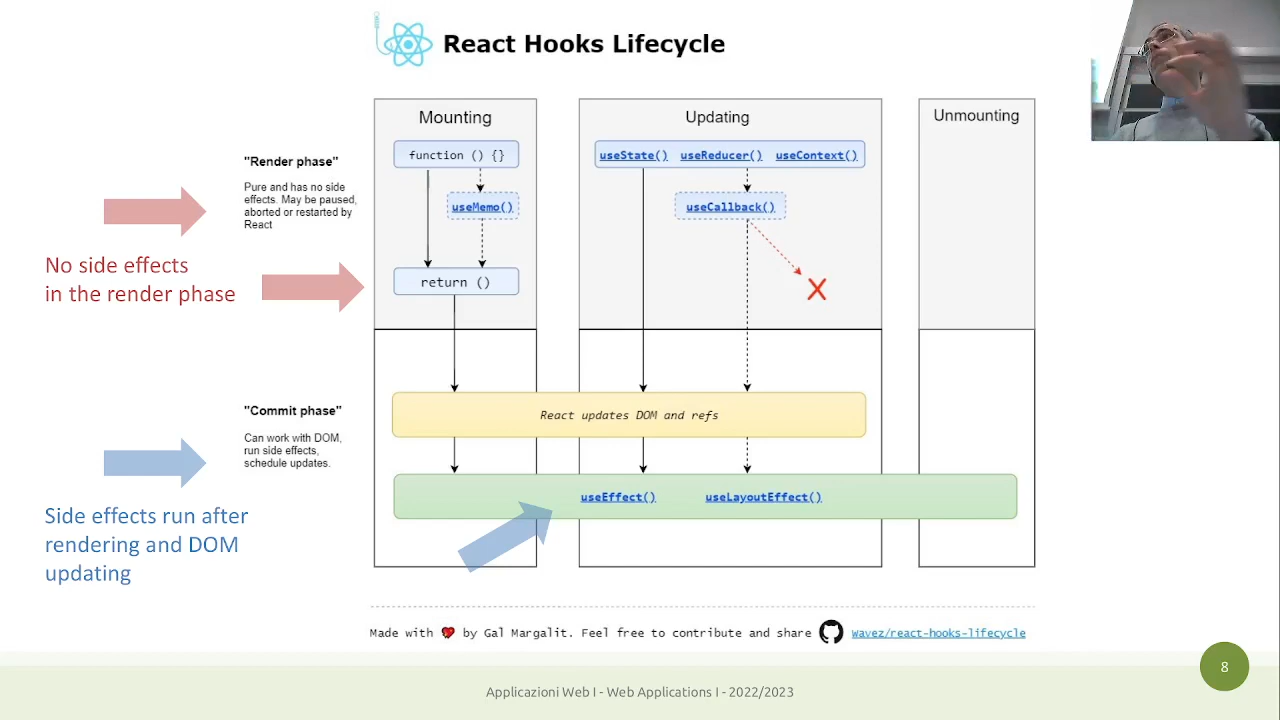 React Hooks Lifecycle
Mounting
Updating
Unmounting
"Render phase"
Pure and has no side
effects. May be paused,
aborted or restarted by
React
function () {}
useMemo()
return ()
useState() useReducer() useContext()
useCallback()
X
No side effects
in the render phase
"Commit phase"
Can work with DOM,
run side effects,
schedule updates.
React updates DOM and refs
useEffect() useLayoutEffect()
Side effects run after
rendering and DOM
updating
Made with ❤ by Gal Margalit. Feel free to contribute and share wavez/react-hooks-lifecycle
8
Applicazioni Web I - Web Applications I - 2022/2023